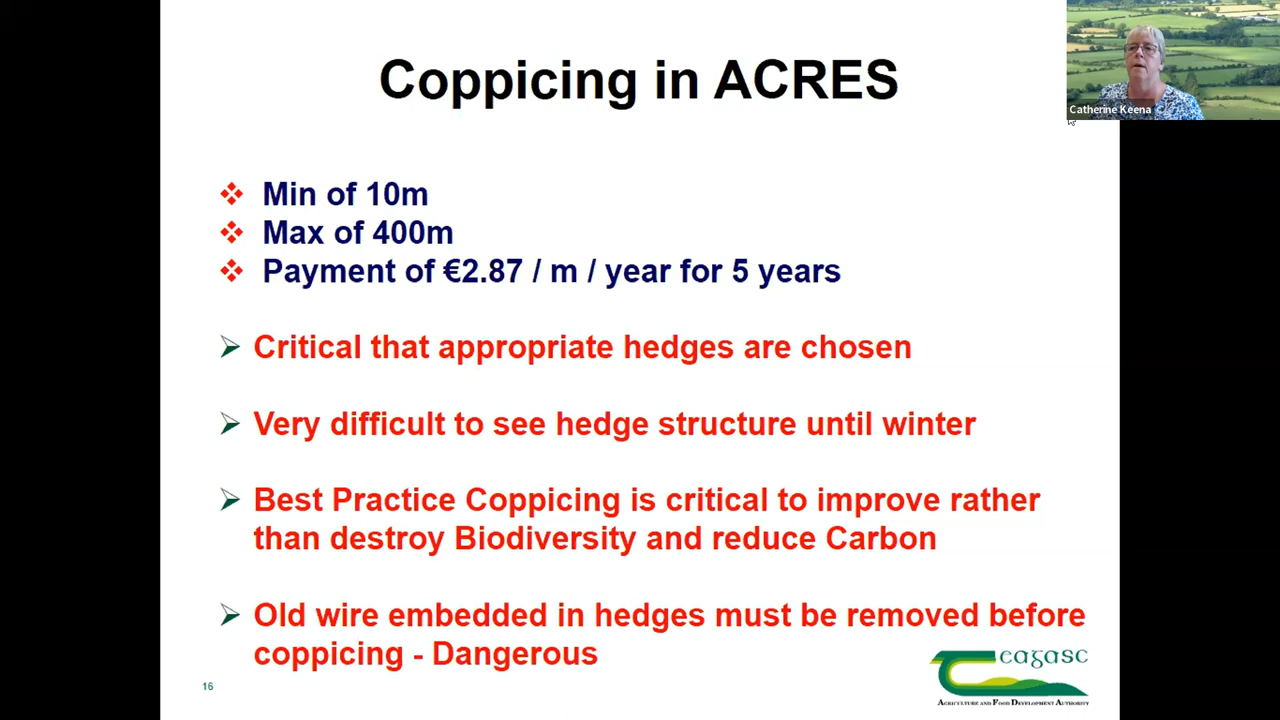 Coppicing in ACRES
Catherine Keena
Min of 10m
Max of 400m
Payment of €2.87 / m / year for 5 years
Critical that appropriate hedges are chosen
Very difficult to see hedge structure until winter
Best Practice Coppicing is critical to improve rather
than destroy Biodiversity and reduce Carbon
Old wire embedded in hedges must be removed before
coppicing - Dangerous
16
teagasc
AGRICULTURE AND FOOD DEVELOPMENT AUTHORITY